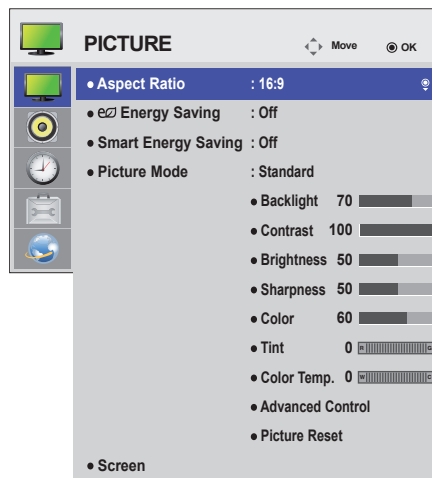 PICTURE Move OK
● Aspect Ratio : 16:9
● e Energy Saving : Off
● Smart Energy Saving : Off
● Picture Mode : Standard
● Backlight 70
● Contrast 100
● Brightness 50
● Sharpness 50
● Color 60
● Tint 0 R G
● Color Temp. 0 W C
● Advanced Control
● Picture Reset
● Screen